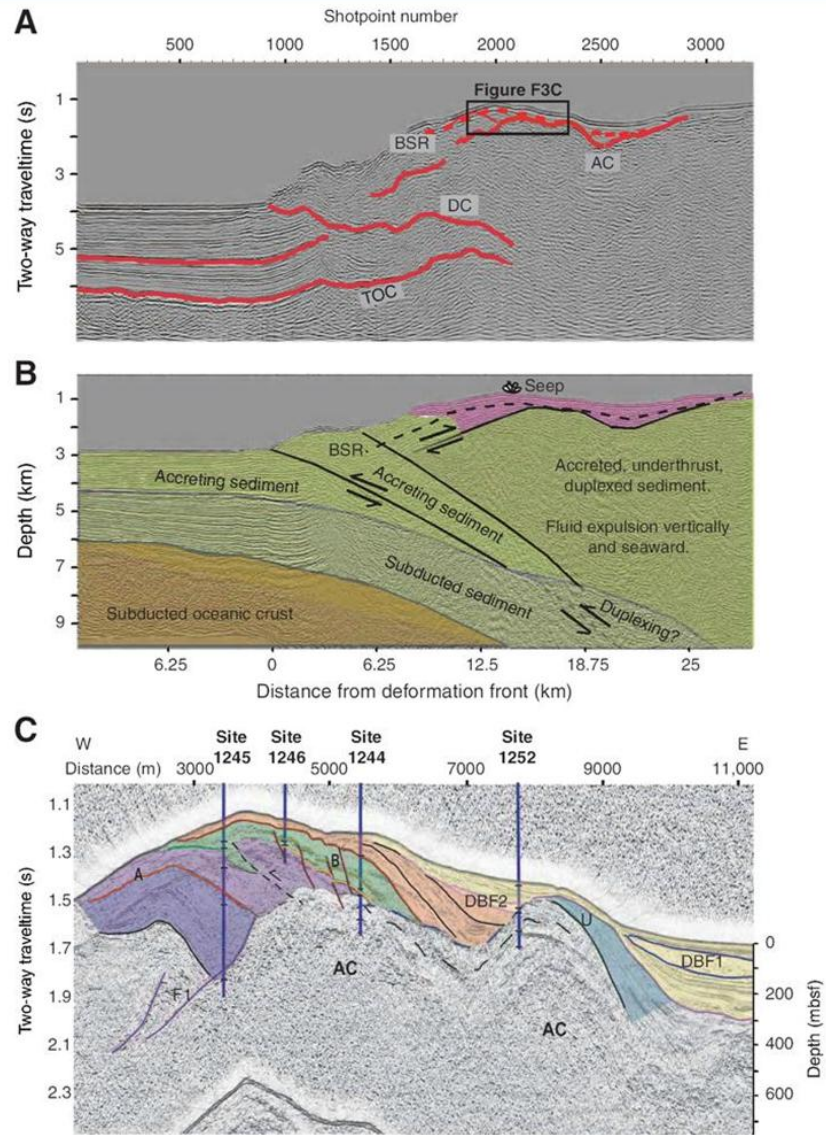 A
Shotpoint number
500 1000 1500 2000 2500 3000
Two-way traveltime (s)
1
3
5
Figure F3C
BSR
AC
DC
TOC
B
Depth (km)
1
3
5
7
9
Seep
BSR
Accreting sediment
Accreting sediment
Accreted, underthrust,
duplexed sediment.
Fluid expulsion vertically
and seaward.
Subducted sediment
Duplexing?
Subducted oceanic crust
6.25 0 6.25 12.5 18.75 25
Distance from deformation front (km)
C
W
E
Site
1245
Site
1246
Site
1244
Site
1252
Distance (m) 3000 5000 7000 9000 11,000
Two-way traveltime (s)
1.1
1.3
1.5
1.7
1.9
2.1
2.3
A
B
DBF2
U
DBF1
F1
AC
AC
0
200
400
600
Depth (mbsf)